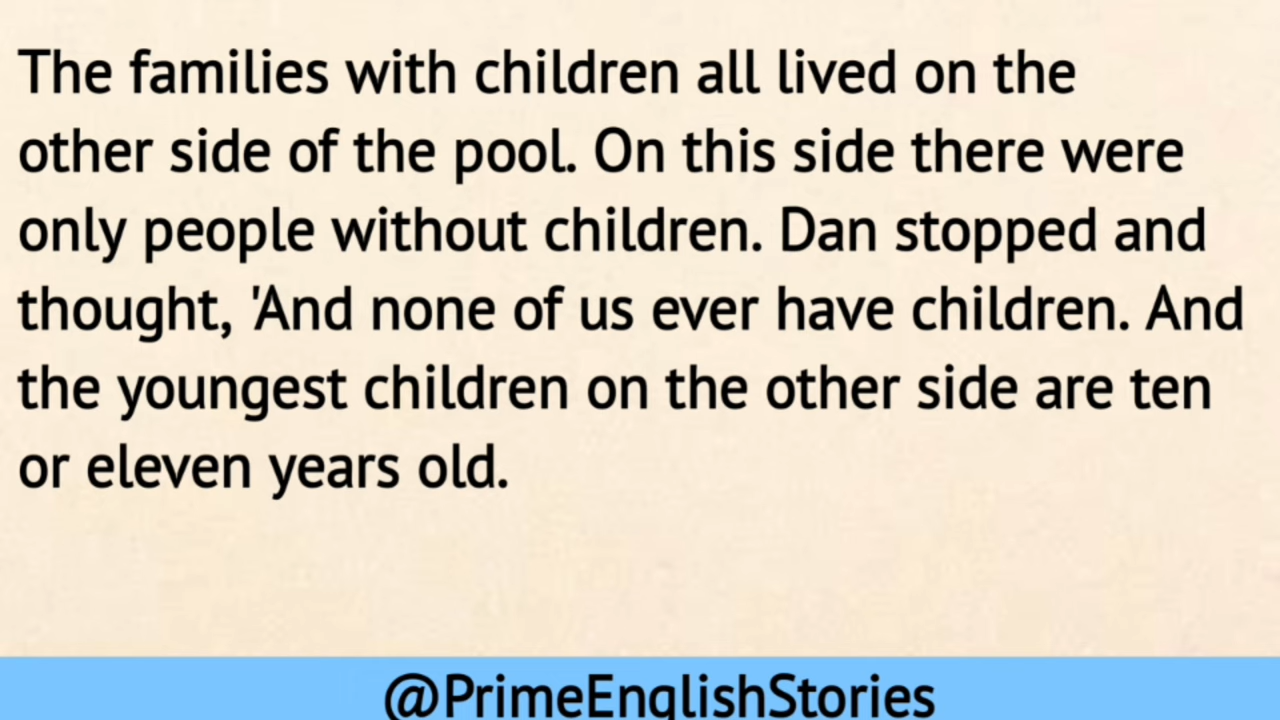 The families with children all lived on the
other side of the pool. On this side there were
only people without children. Dan stopped and
thought, 'And none of us ever have children. And
the youngest children on the other side are ten
or eleven years old.
@PrimeEnglishStories